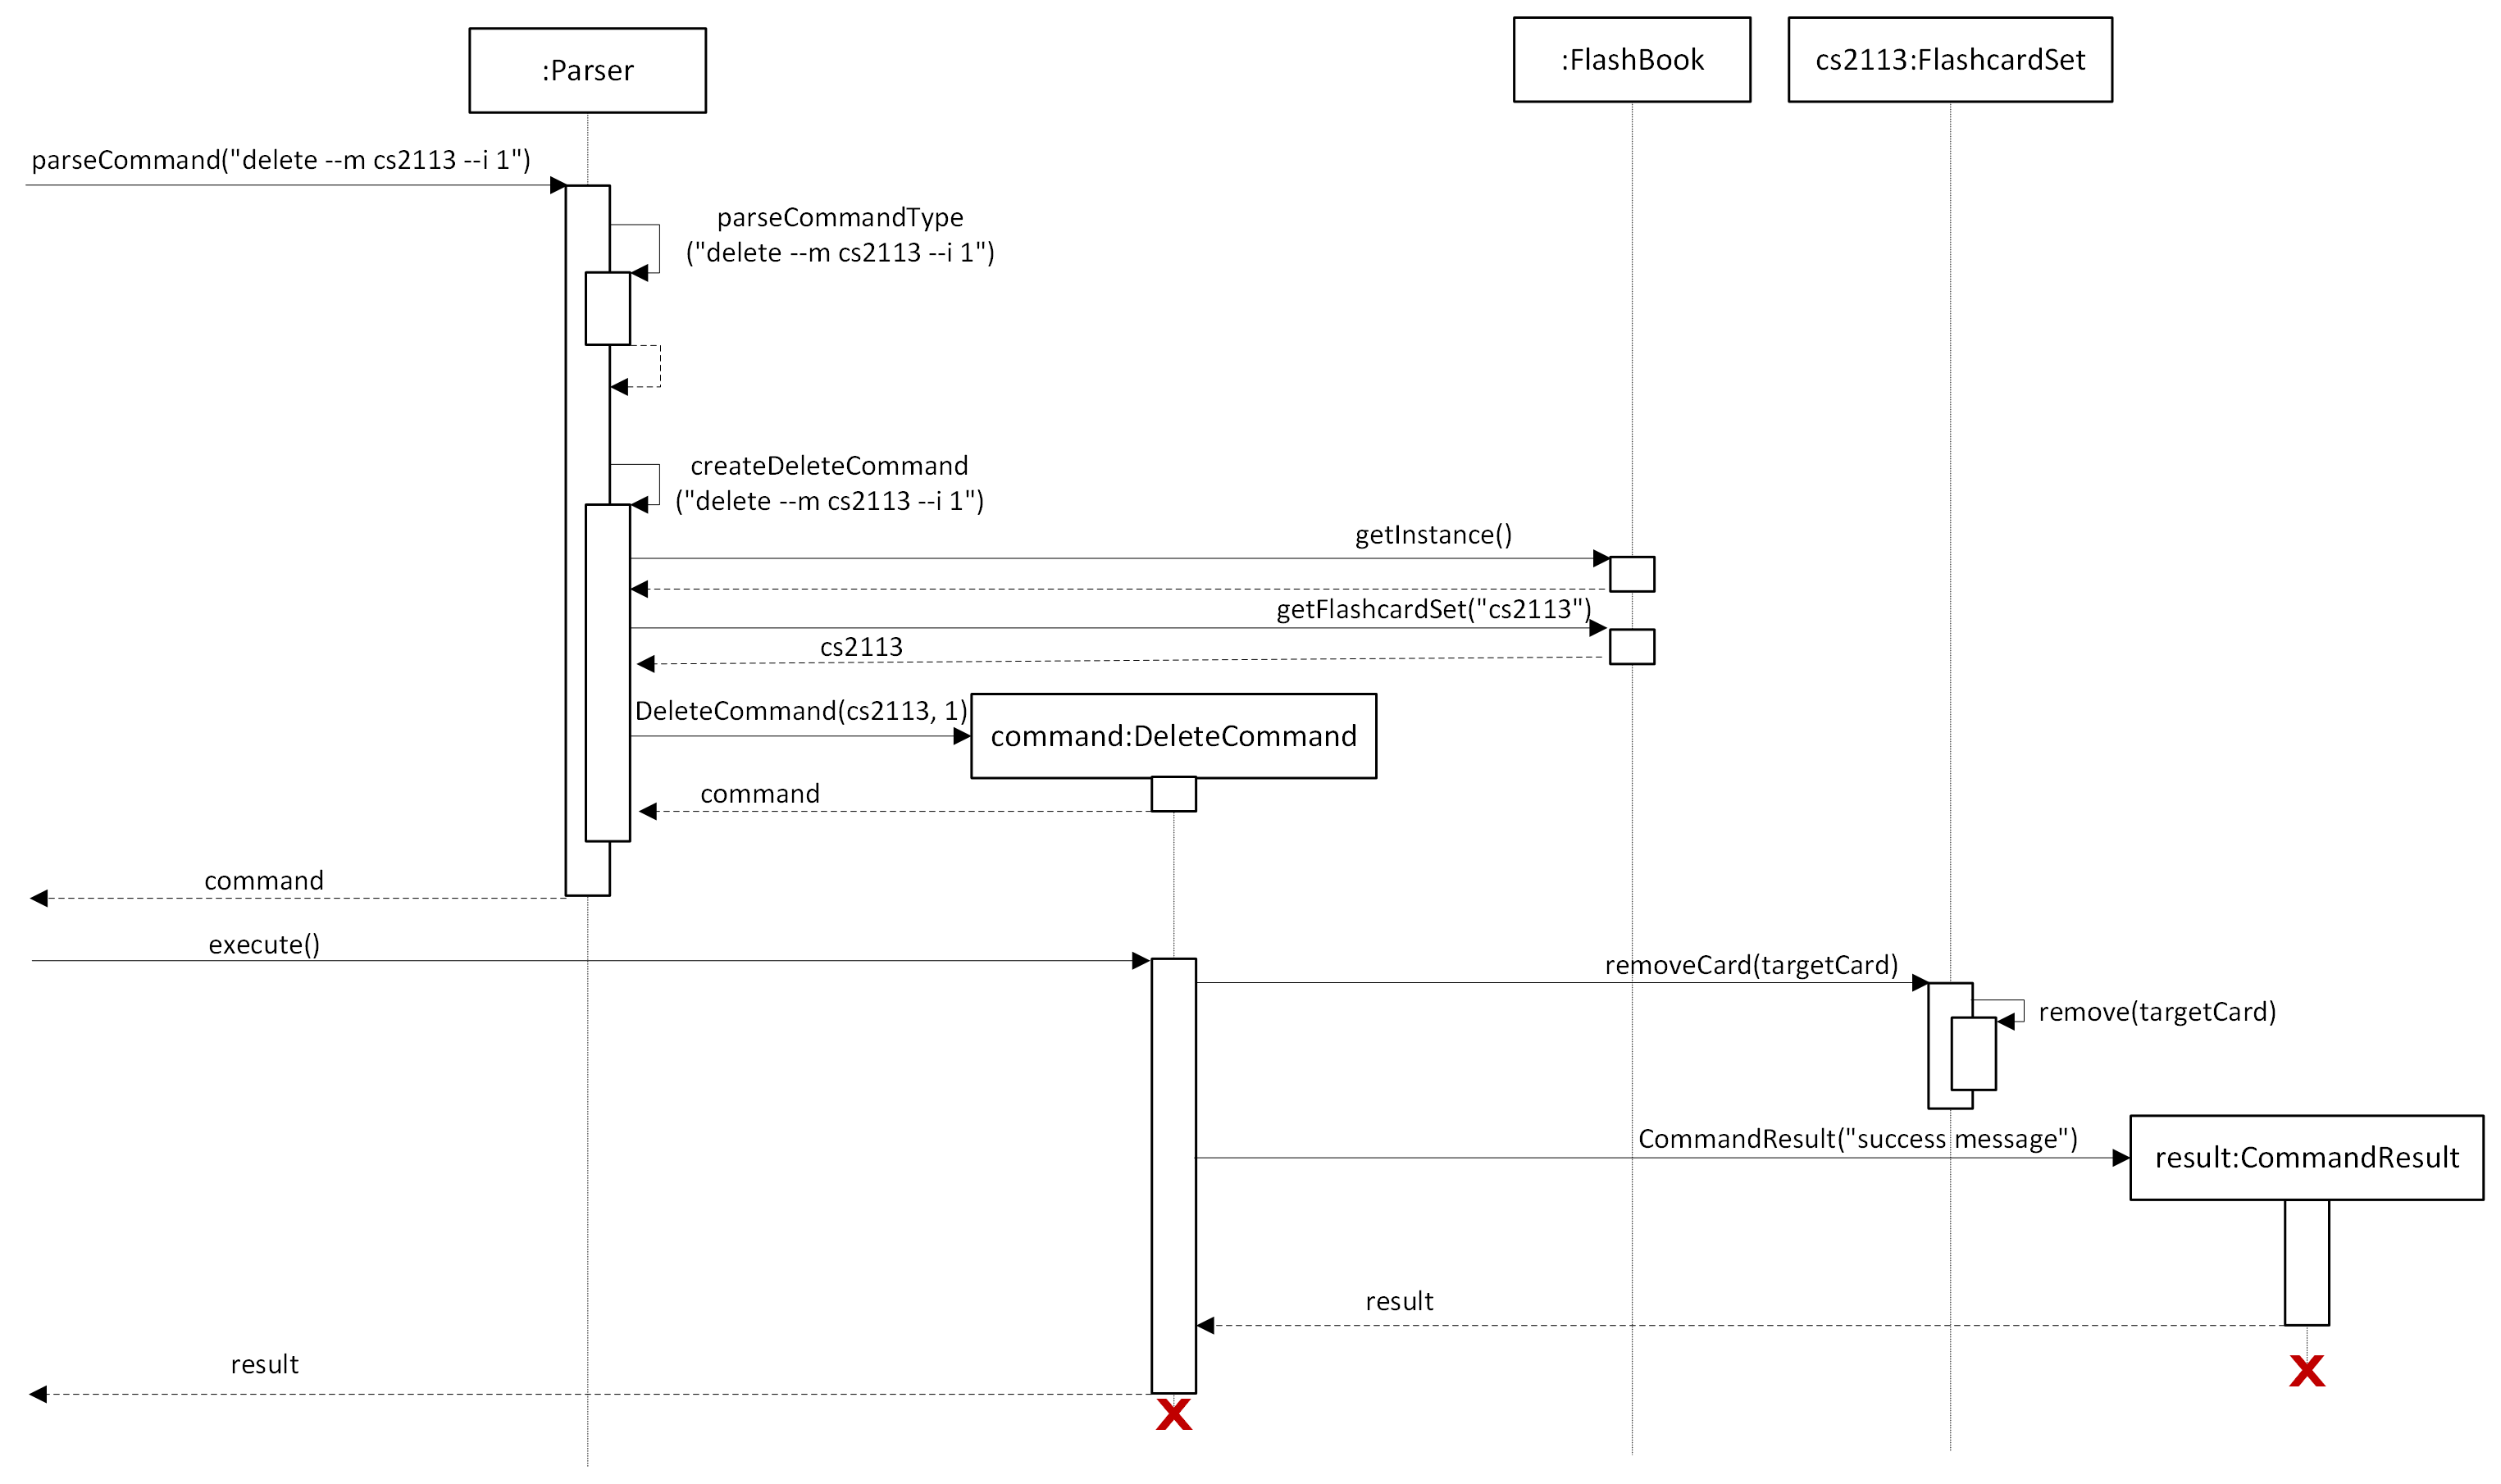 :Parser
:FlashBook
cs2113:FlashcardSet
parseCommand("delete --m cs2113 --i 1")
parseCommandType
("delete --m cs2113 --i 1")
createDeleteCommand
("delete --m cs2113 --i 1")
getInstance()
getFlashcardSet("cs2113")
cs2113
DeleteCommand(cs2113, 1)
command:DeleteCommand
command
command
execute()
removeCard(targetCard)
remove(targetCard)
CommandResult("success message")
result:CommandResult
result
result